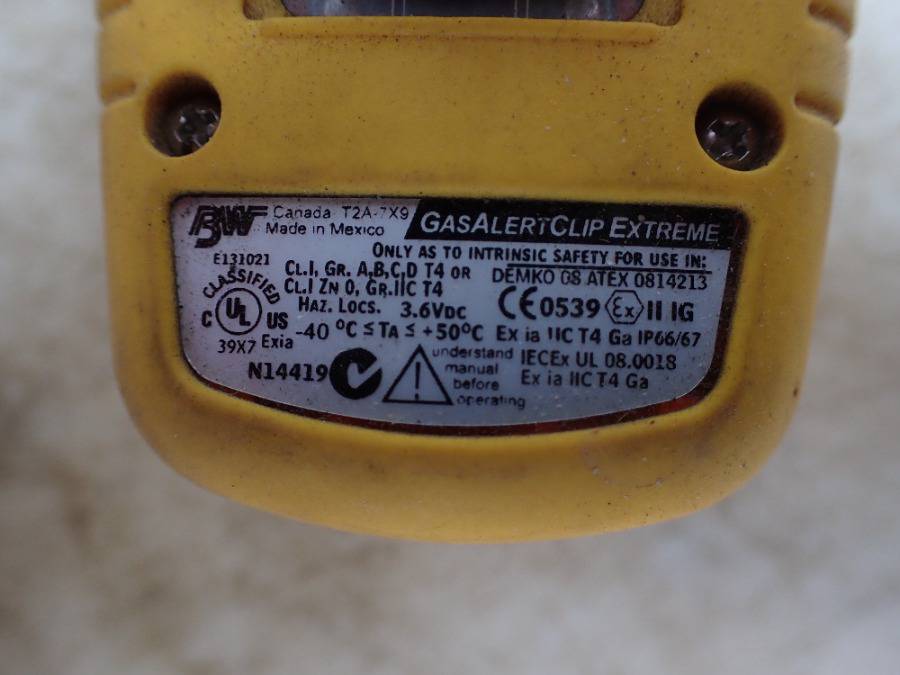 BW Canada T2A-7X9 GASALERTCLIP EXTREME
Made in Mexico
ONLY AS TO INTRINSIC SAFETY FOR USE IN:
E131021
CLASSIFIED
C UL US
39X7 Exia
CL.I, GR. A,B,C,D T4 OR
CL.I ZN 0, GR.IIC T4
HAZ. LOCS. 3.6VDC
-40 °C ≤ TA ≤ +50°C
DEMKO 08 ATEX 0814213
CE0539 Ex II IG
Ex ia IIC T4 Ga IP66/67
N14419
understand
manual
before
operating
IECEx UL 08.0018
Ex ia IIC T4 Ga